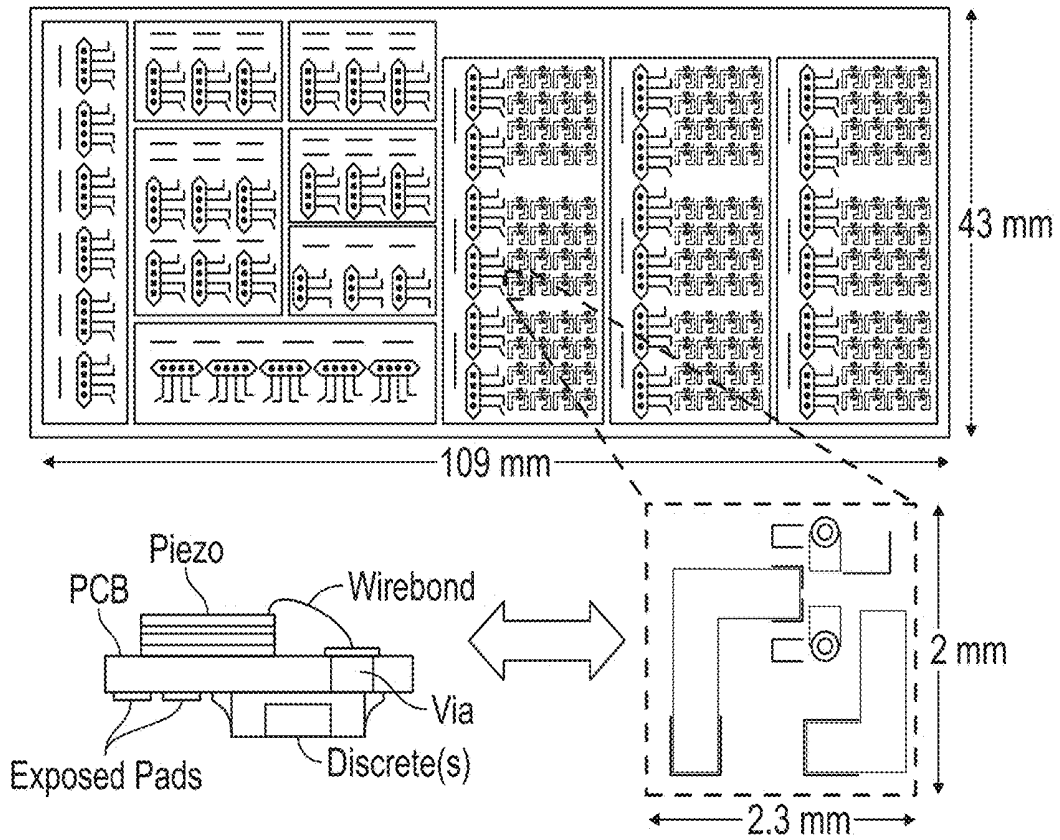 43 mm
109 mm
Piezo
PCB
Wirebond
Via
2 mm
Exposed Pads
Discrete(s)
2.3 mm